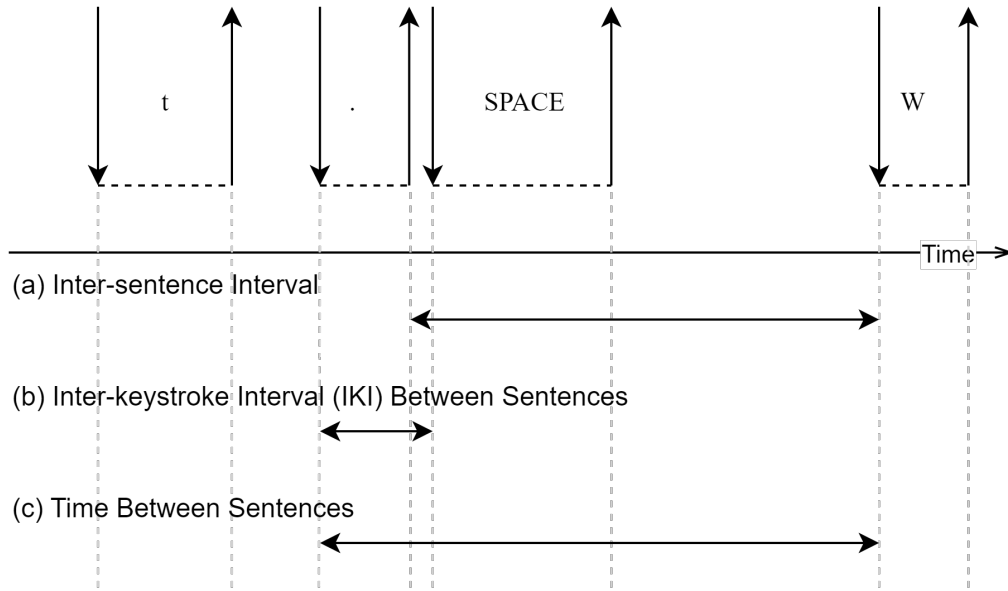 t
.
SPACE
W
Time
(a) Inter-sentence Interval
(b) Inter-keystroke Interval (IKI) Between Sentences
(c) Time Between Sentences